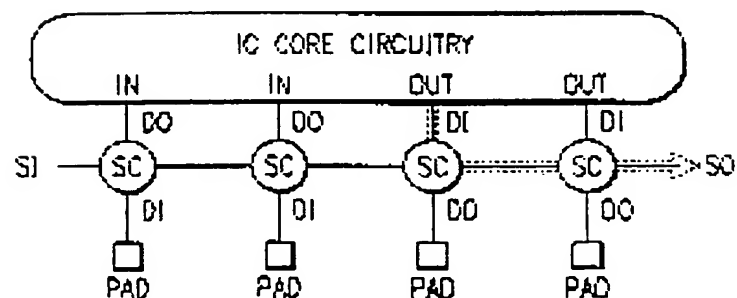 IC CORE CIRCUITRY
IN IN OUT OUT
DO DO DI DI
SI SC SC SC SC SO
DI DI DO DO
PAD PAD PAD PAD